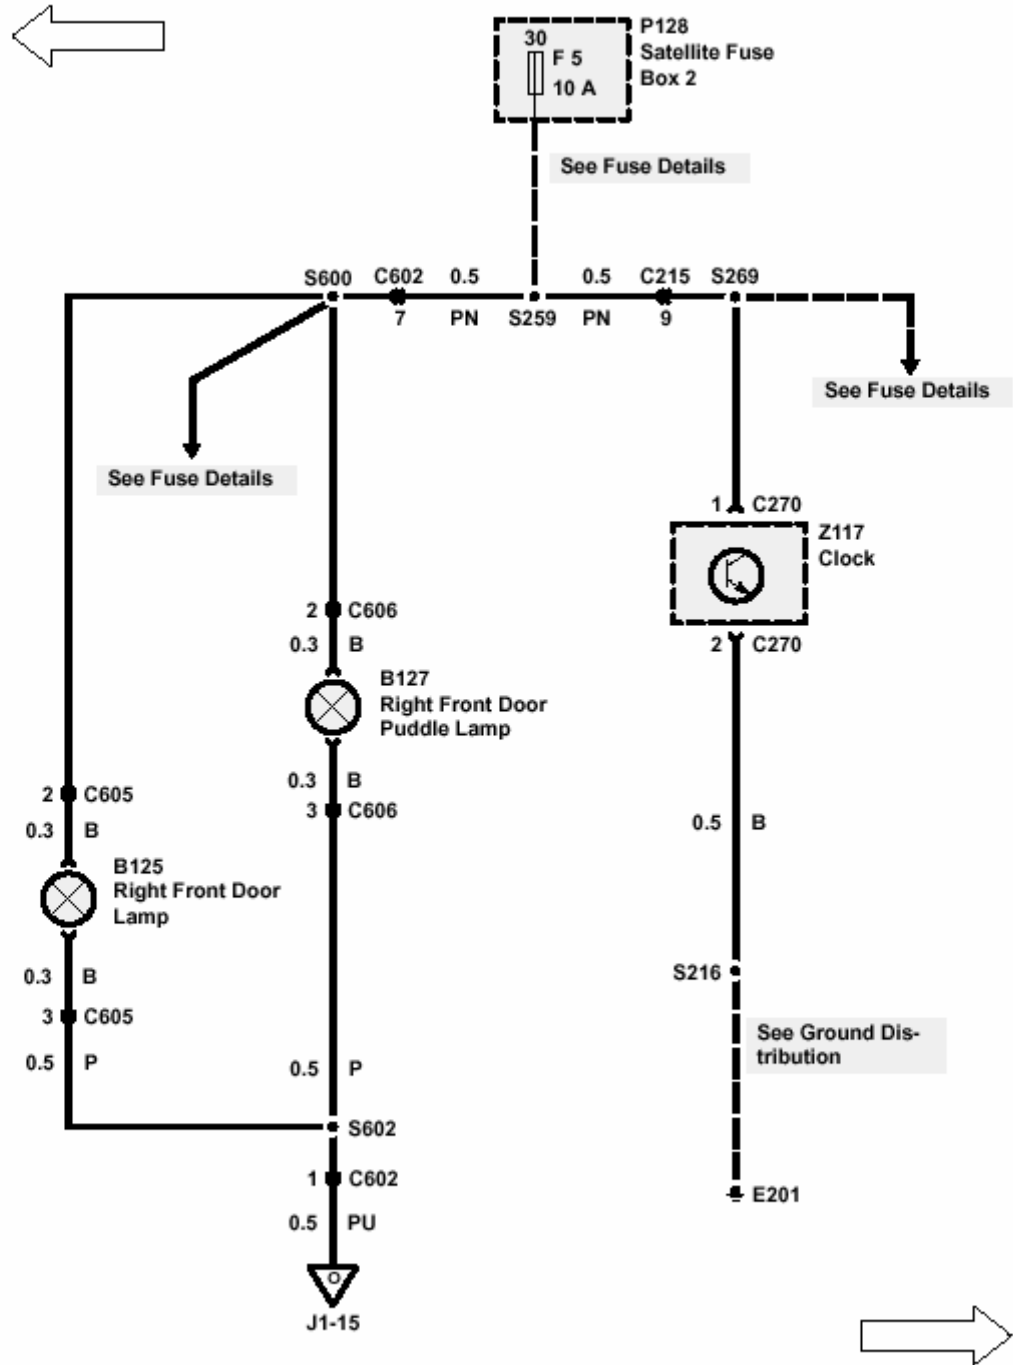 P128
30
Satellite Fuse
F 5
Box 2
10 A
See Fuse Details
S600
C602
0.5
0.5
C215
S269
7
PN
S259
PN
9
See Fuse Details
See Fuse Details
1
C270
Z117
Clock
2
C606
0.3
B
2
C270
B127
Right Front Door
Puddle Lamp
0.3
B
2
C605
3
C606
0.3
B
0.5
B
B125
Right Front Door
Lamp
0.3
B
S216
3
C605
See Ground Dis-
tribution
0.5
P
0.5
P
S602
1
C602
E201
0.5
PU
O
J1-15